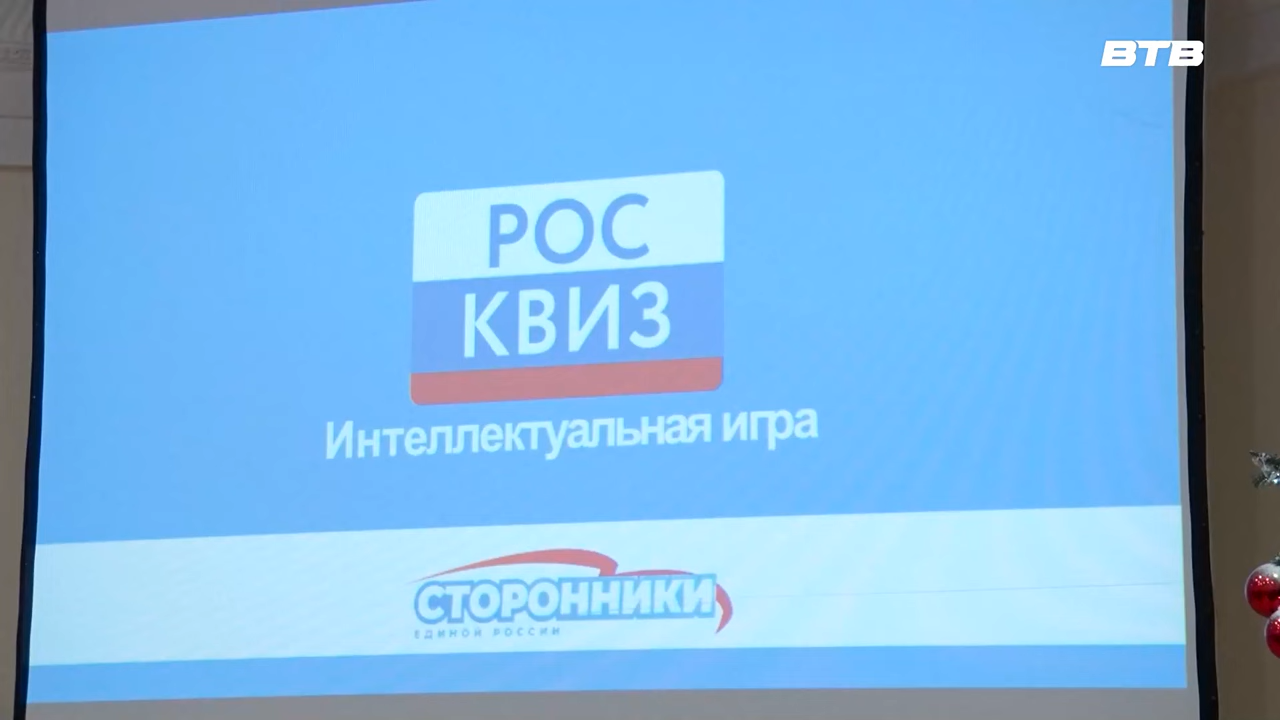 ВТВ
РОС
КВИЗ
Интеллектуальная игра
СТОРОННИКИ
ЕДИНОЙ РОССИИ